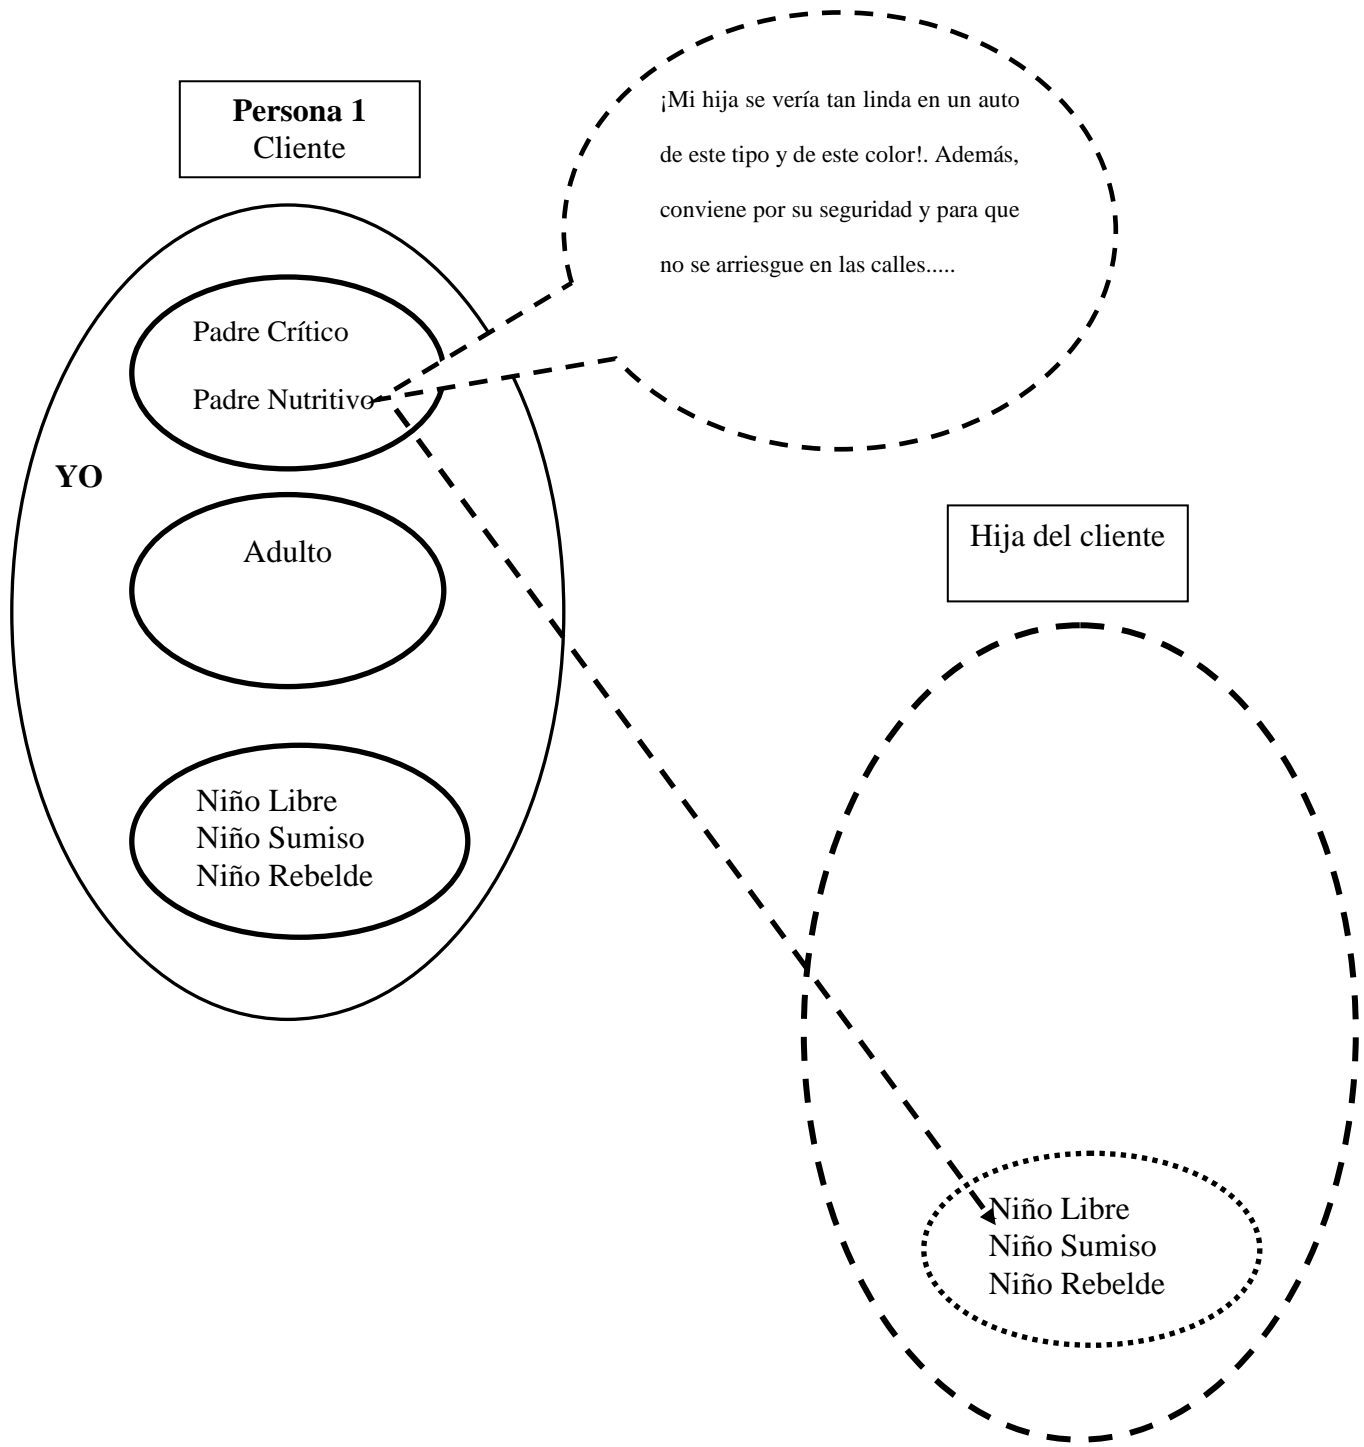 Persona 1
Cliente
¡Mi hija se vería tan linda en un auto
de este tipo y de este color!. Además,
conviene por su seguridad y para que
no se arriesgue en las calles.....
Padre Crítico
Padre Nutritivo
YO
Adulto
Niño Libre
Niño Sumiso
Niño Rebelde
Hija del cliente
Niño Libre
Niño Sumiso
Niño Rebelde